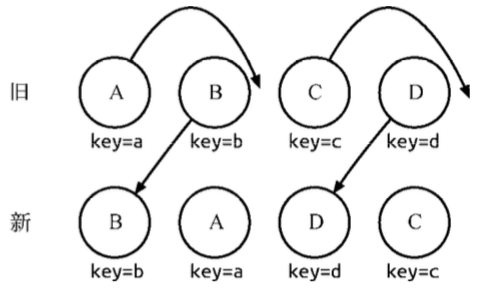 旧 A B C D
key=a key=b key=c key=d
新 B A D C
key=b key=a key=d key=c